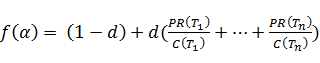 f(α) = (1 − d) + d(PR(T₁)/C(T₁) + ⋯ + PR(Tₙ)/C(Tₙ))